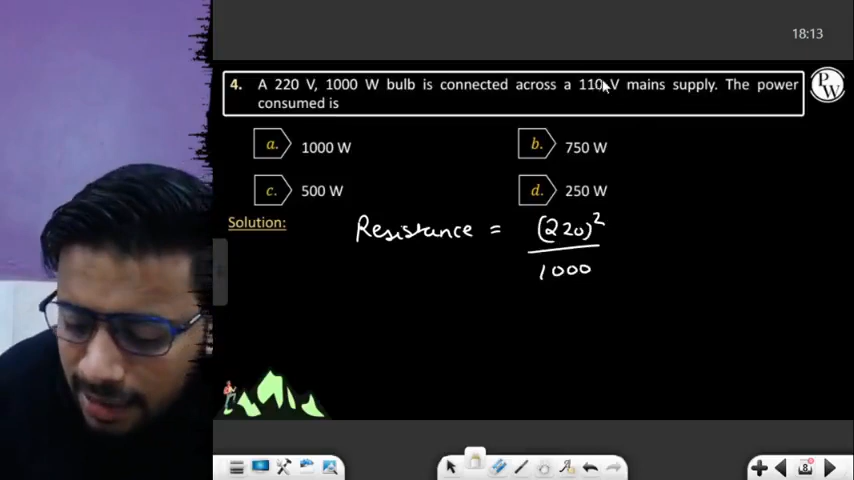 18:13
4. A 220 V, 1000 W bulb is connected across a 110 V mains supply. The power
consumed is
P
W
a. 1000 W
b. 750 W
c. 500 W
d. 250 W
Solution:
Resistance = (220)²
1000
8